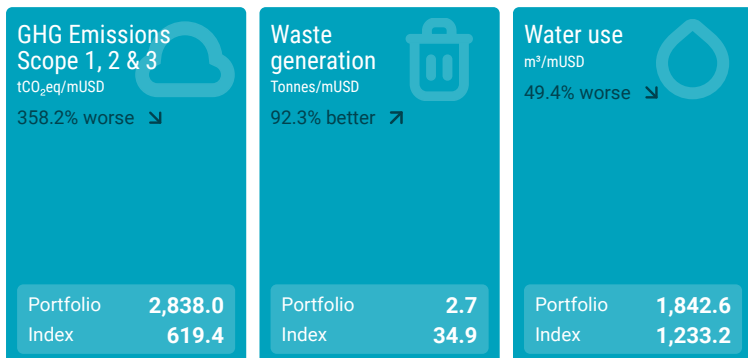 GHG Emissions
Scope 1, 2 & 3
tCO₂eq/mUSD
358.2% worse
Portfolio 2,838.0
Index 619.4
Waste
generation
Tonnes/mUSD
92.3% better
Portfolio 2.7
Index 34.9
Water use
m³/mUSD
49.4% worse
Portfolio 1,842.6
Index 1,233.2